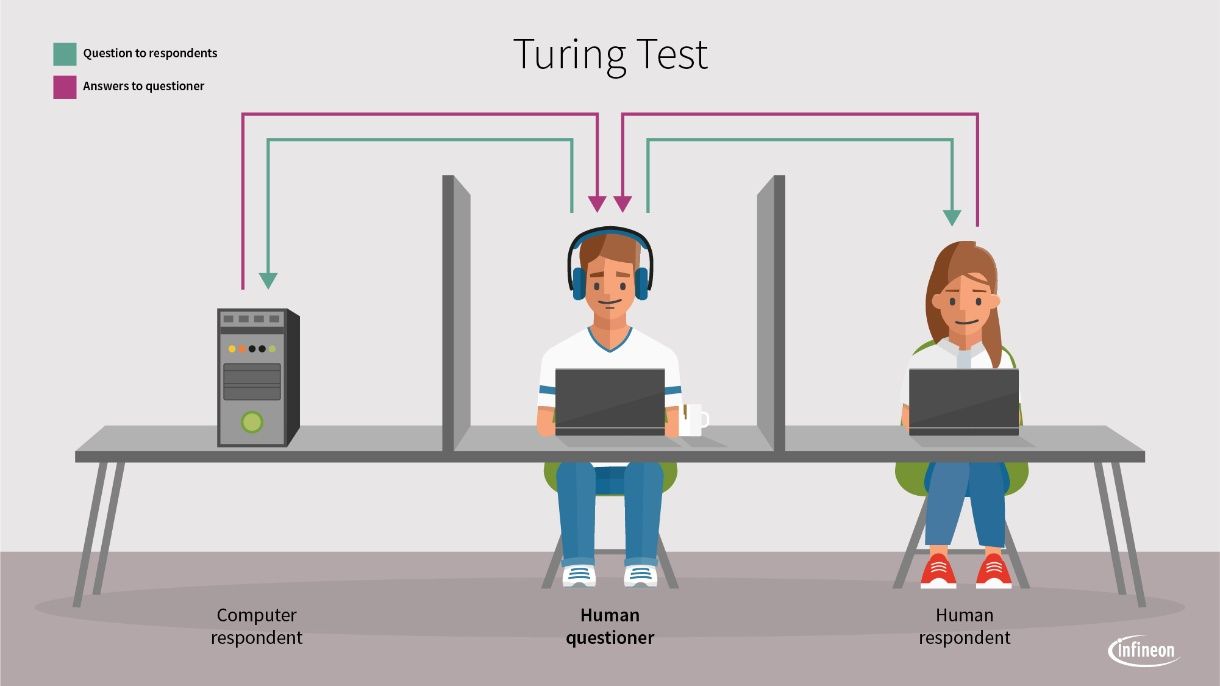 Turing Test
Question to respondents
Answers to questioner
Computer
respondent
Human
questioner
Human
respondent
infineon